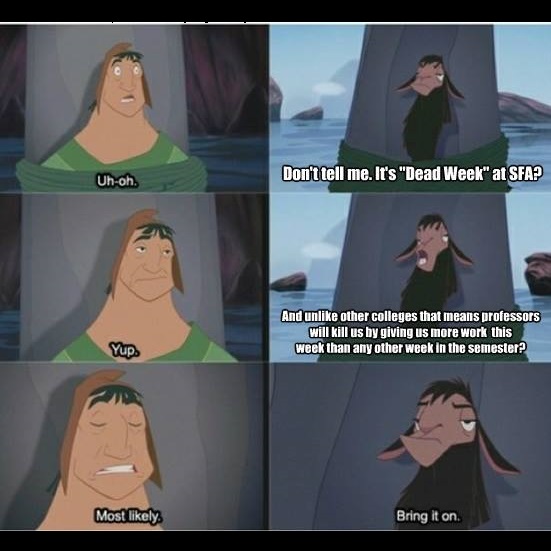 Uh-oh.
Don't tell me. It's "Dead Week" at SFA?
Yup.
And unlike other colleges that means professors
will kill us by giving us more work this
week than any other week in the semester?
Most likely.
Bring it on.